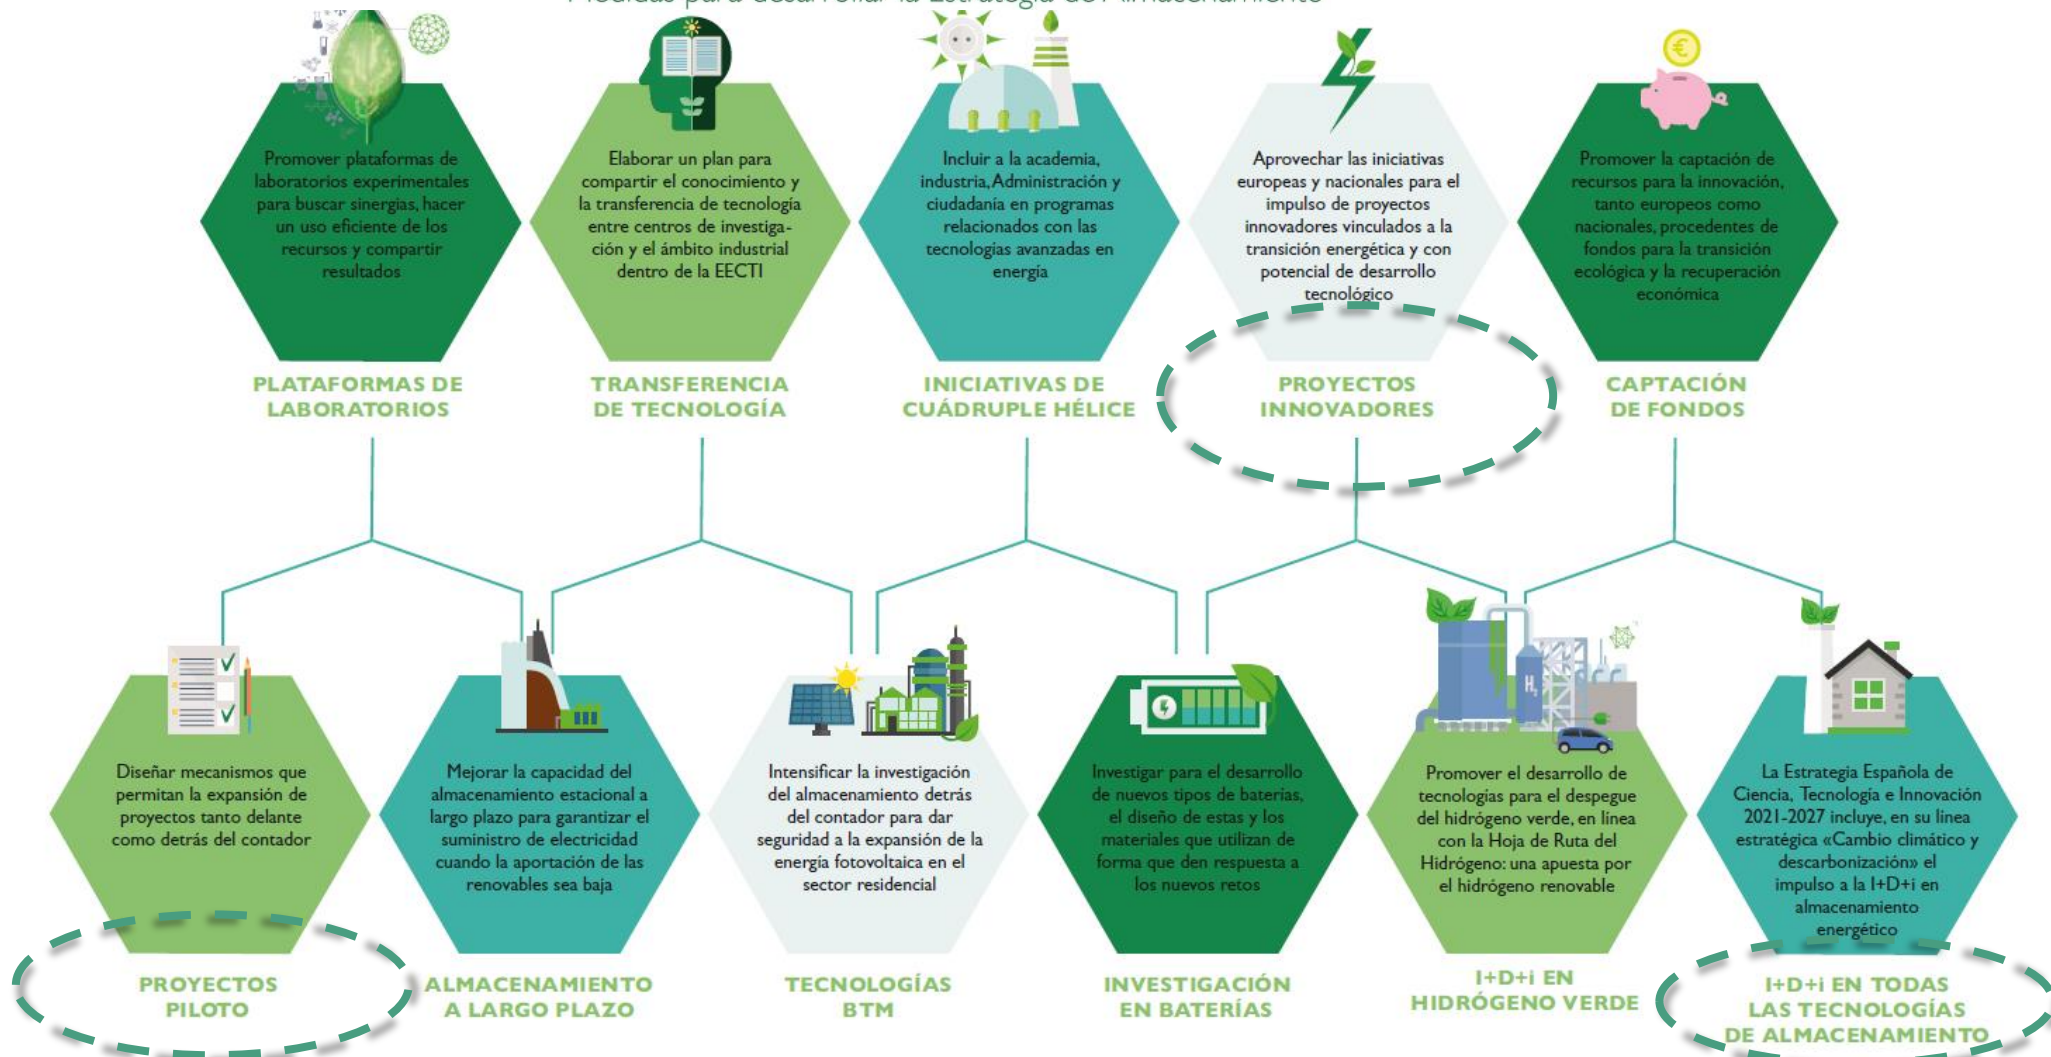 Medidas para desarrollar la Estrategia de Almacenamiento
Promover plataformas de
laboratorios experimentales
para buscar sinergias, hacer
un uso eficiente de los
recursos y compartir
resultados
PLATAFORMAS DE
LABORATORIOS
Elaborar un plan para
compartir el conocimiento y
la transferencia de tecnología
entre centros de investiga-
ción y el ámbito industrial
dentro de la EECTI
TRANSFERENCIA
DE TECNOLOGÍA
Incluir a la academia,
industria, Administración y
ciudadanía en programas
relacionados con las
tecnologías avanzadas en
energía
INICIATIVAS DE
CUÁDRUPLE HÉLICE
Aprovechar las iniciativas
europeas y nacionales para el
impulso de proyectos
innovadores vinculados a la
transición energética y con
potencial de desarrollo
tecnológico
PROYECTOS
INNOVADORES
€
Promover la captación de
recursos para la innovación,
tanto europeos como
nacionales, procedentes de
fondos para la transición
ecológica y la recuperación
económica
CAPTACIÓN
DE FONDOS
Diseñar mecanismos que
permitan la expansión de
proyectos tanto delante
como detrás del contador
PROYECTOS
PILOTO
Mejorar la capacidad del
almacenamiento estacional a
largo plazo para garantizar el
suministro de electricidad
cuando la aportación de las
renovables sea baja
ALMACENAMIENTO
A LARGO PLAZO
Intensificar la investigación
del almacenamiento detrás
del contador para dar
seguridad a la expansión de la
energía fotovoltaica en el
sector residencial
TECNOLOGÍAS
BTM
Investigar para el desarrollo
de nuevos tipos de baterías,
el diseño de estas y los
materiales que utilizan de
forma que den respuesta a
los nuevos retos
INVESTIGACIÓN
EN BATERÍAS
H₂
Promover el desarrollo de
tecnologías para el despegue
del hidrógeno verde, en línea
con la Hoja de Ruta del
Hidrógeno: una apuesta por
el hidrógeno renovable
I+D+i EN
HIDRÓGENO VERDE
La Estrategia Española de
Ciencia, Tecnología e Innovación
2021-2027 incluye, en su línea
estratégica «Cambio climático y
descarbonización» el
impulso a la I+D+i en
almacenamiento
energético
I+D+i EN TODAS
LAS TECNOLOGÍAS
DE ALMACENAMIENTO